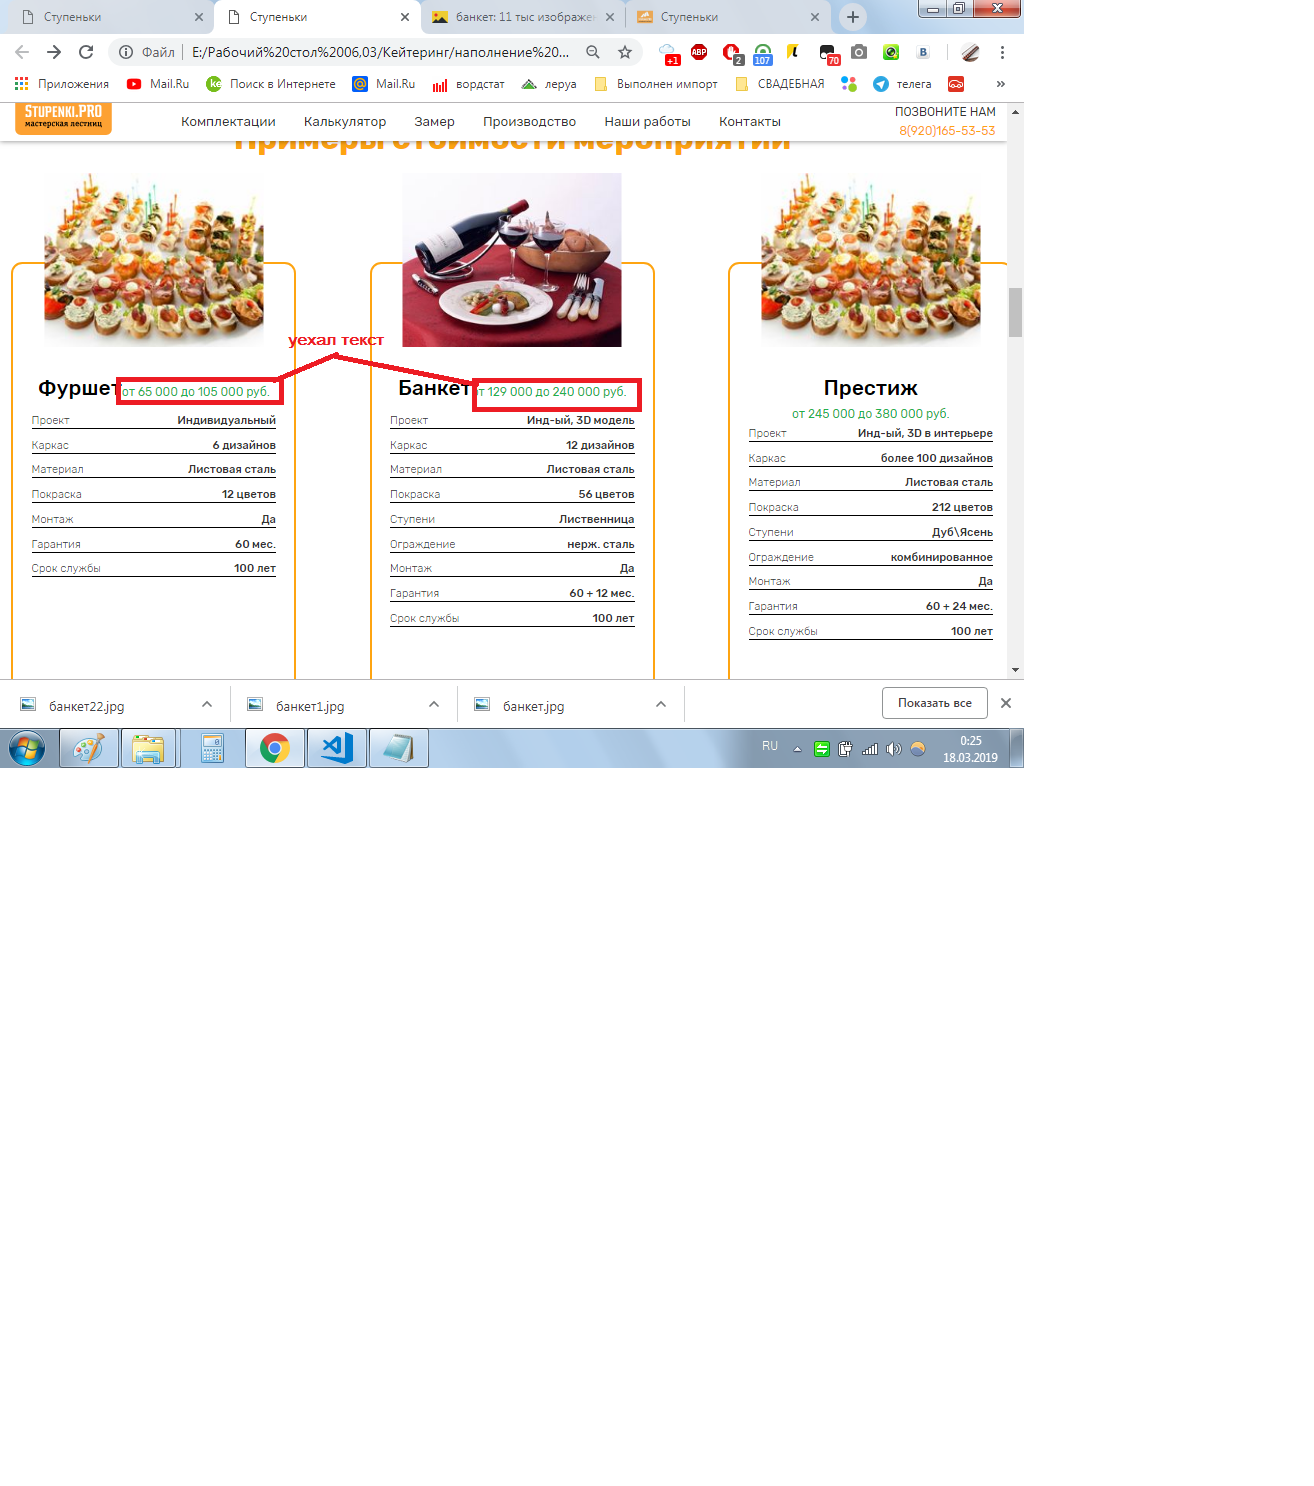 Ступеньки
Ступеньки
банкет: 11 тыс изображен
Ступеньки
Файл
E:/Рабочий%20стол%2006,03/Кейтеринг/наполнение%20...
+1
ABP
2
107
70
B
Приложения
Mail.Ru
ke
Поиск в Интернете
@
Mail.Ru
вордстат
леруа
Выполнен импорт
СВАДЕБНАЯ
телега
»
STUPENKI.PRO
мастерская лестниц
Комплектации
Калькулятор
Замер
Производство
Наши работы
Контакты
ПОЗВОНИТЕ НАМ
8(920)165-53-53
Примеры стоимости мероприятий
уехал текст
Фуршет от 65 000 до 105 000 руб.
Проект Индивидуальный
Каркас 6 дизайнов
Материал Листовая сталь
Покраска 12 цветов
Монтаж Да
Гарантия 60 мес.
Срок службы 100 лет
Банкет от 129 000 до 240 000 руб.
Проект Инд-ый, 3D модель
Каркас 12 дизайнов
Материал Листовая сталь
Покраска 56 цветов
Ступени Лиственница
Ограждение нерж. сталь
Монтаж Да
Гарантия 60 + 12 мес.
Срок службы 100 лет
Престиж
от 245 000 до 380 000 руб.
Проект Инд-ый, 3D в интерьере
Каркас более 100 дизайнов
Материал Листовая сталь
Покраска 212 цветов
Ступени Дуб\Ясень
Ограждение комбинированное
Монтаж Да
Гарантия 60 + 24 мес.
Срок службы 100 лет
банкет22.jpg
банкет1.jpg
банкет.jpg
Показать все
RU
0:25
18.03.2019